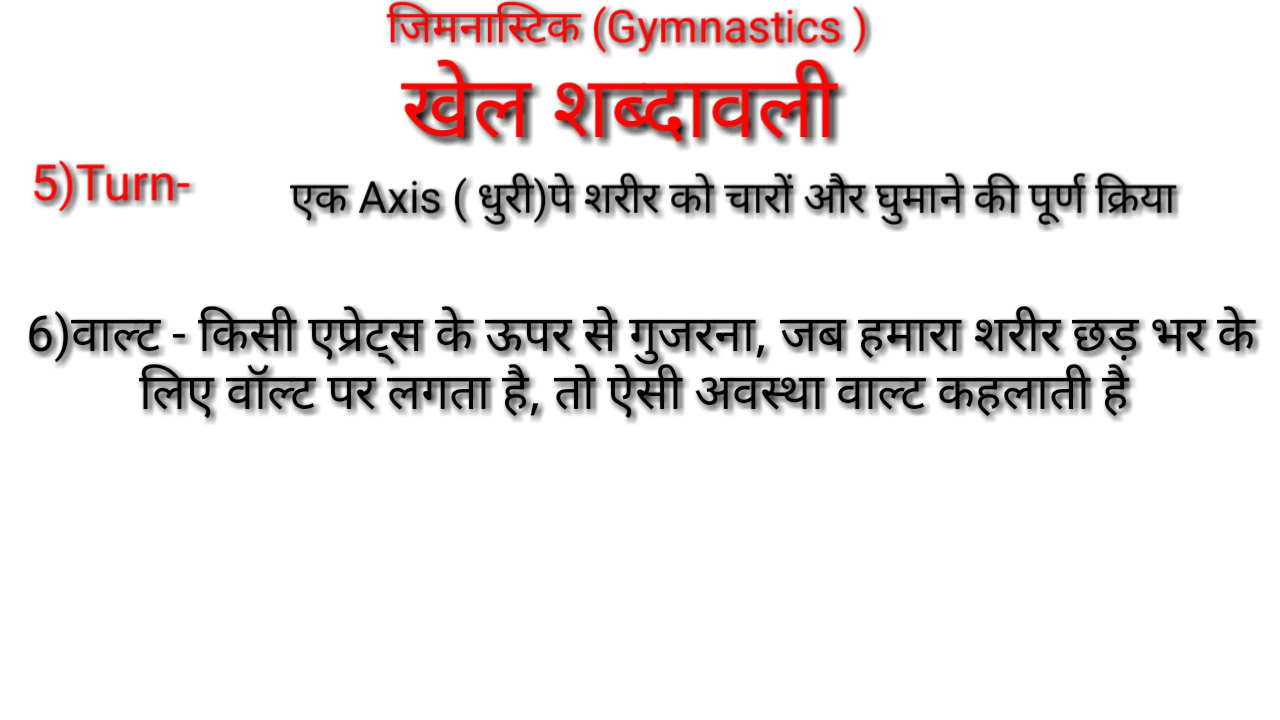 जिमनास्टिक (Gymnastics )
खेल शब्दावली
5)Turn- एक Axis ( धुरी)पे शरीर को चारों और घुमाने की पूर्ण क्रिया
6)वाल्ट - किसी एप्रेट्स के ऊपर से गुजरना, जब हमारा शरीर छड़ भर के
लिए वॉल्ट पर लगता है, तो ऐसी अवस्था वाल्ट कहलाती है